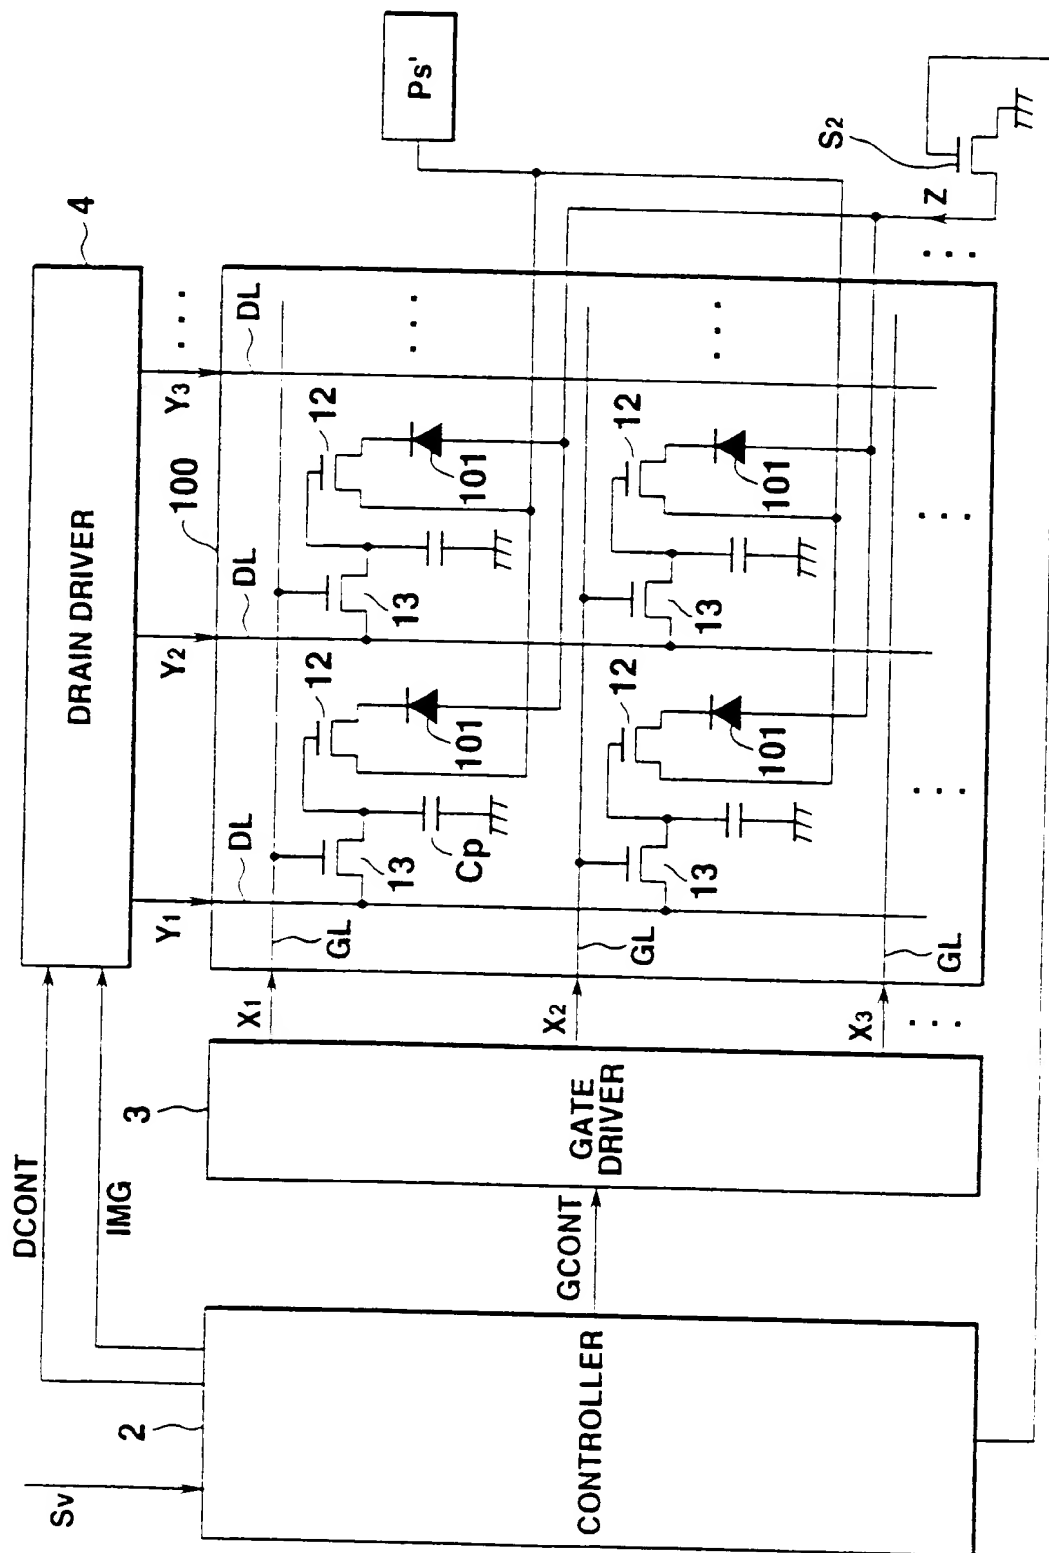 Sv
2
CONTROLLER
DCONT
IMG
GCONT
3
GATE
DRIVER
DRAIN DRIVER
4
X1
X2
X3
. . .
Y1
Y2
Y3
. . .
100
GL
GL
GL
DL
DL
DL
13
Cp
12
101
13
12
101
. . .
13
12
101
13
12
101
. . .
. . .
. . .
. . .
Ps'
Z
S2